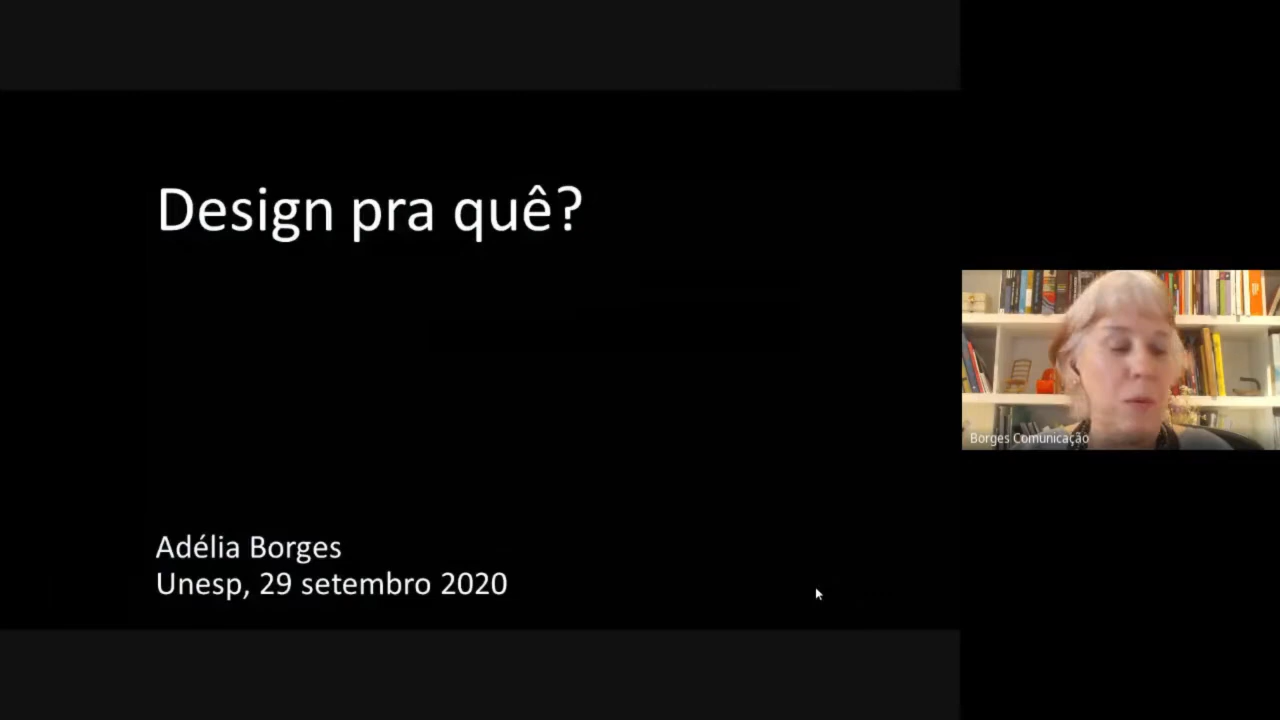 Design pra quê?
Adélia Borges
Unesp, 29 setembro 2020
Borges Comunicação